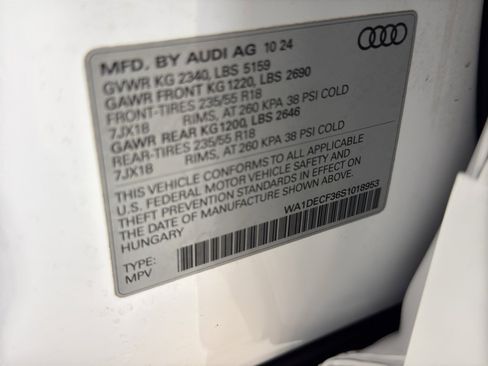 MFD. BY AUDI AG 10 24
GVWR KG 2340, LBS 5159
GAWR FRONT KG 1220, LBS 2690
FRONT-TIRES 235/55 R18
7JX18 RIMS, AT 260 KPA 38 PSI COLD
GAWR REAR KG1200, LBS 2646
REAR-TIRES 235/55 R18
7JX18 RIMS, AT 260 KPA 38 PSI COLD
THIS VEHICLE CONFORMS TO ALL APPLICABLE
U.S. FEDERAL MOTOR VEHICLE SAFETY AND
THEFT PREVENTION STANDARDS IN EFFECT ON
THE DATE OF MANUFACTURE SHOWN ABOVE.
HUNGARY
WA1DECF36S1018953
TYPE:
MPV